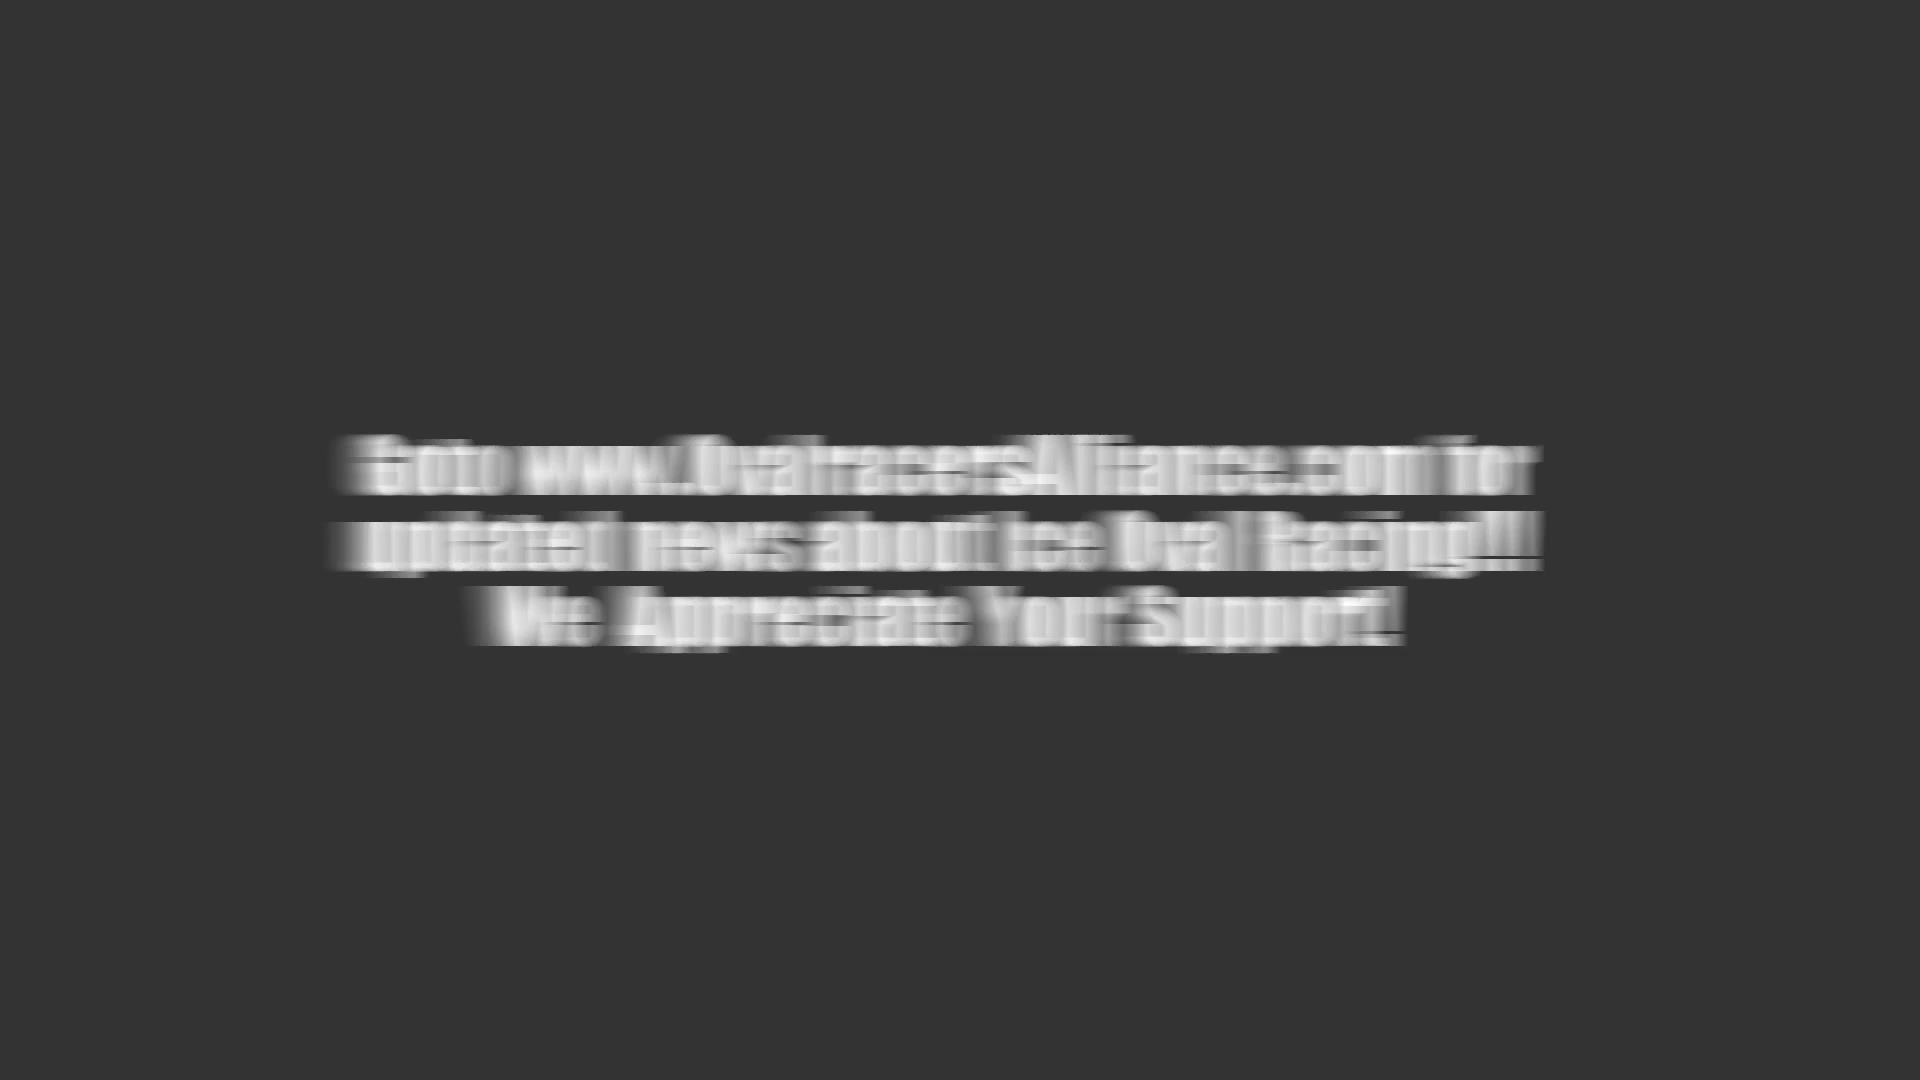 Goto www.OvalracersAlliance.com for
updated news about Ice Oval Racing!!!
We Appreciate Your Support!